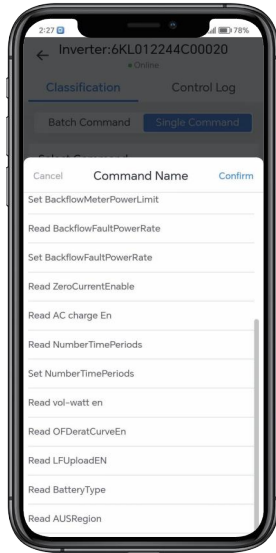 2:27
78%
Inverter:6KL012244C00020
Online
Classification
Control Log
Batch Command
Single Command
Select Command
Cancel
Command Name
Confirm
Set BackflowMeterPowerLimit
Read BackflowFaultPowerRate
Set BackflowFaultPowerRate
Read ZeroCurrentEnable
Read AC charge En
Read NumberTimePeriods
Set NumberTimePeriods
Read vol-watt en
Read OFDeratCurveEn
Read LFUploadEN
Read BatteryType
Read AUSRegion